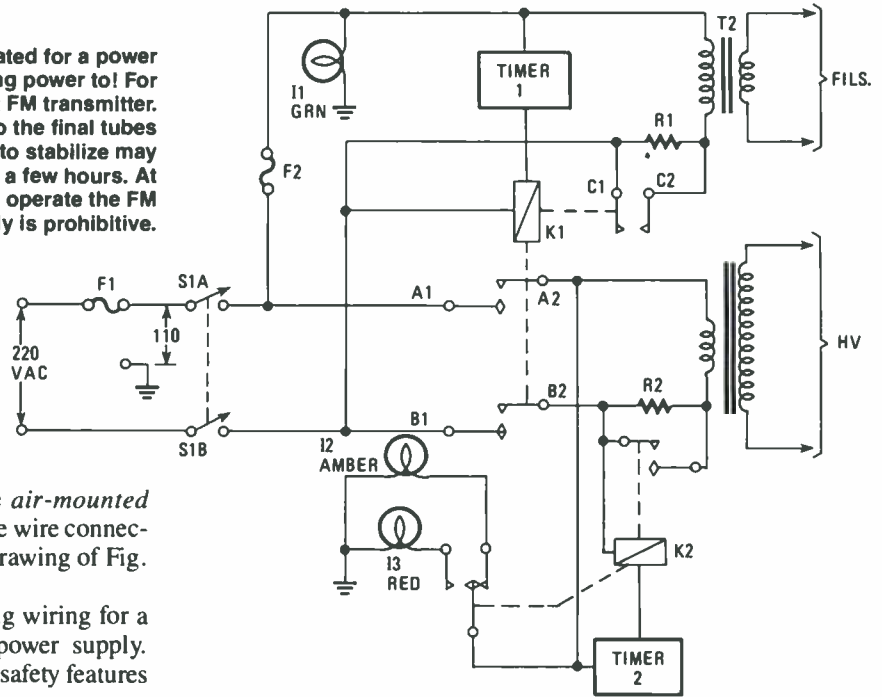 ated for a power
ng power to! For
FM transmitter.
o the final tubes
to stabilize may
a few hours. At
operate the FM
ly is prohibitive.
I1
GRN
TIMER
1
T2
FILS.
R1
C1
C2
F2
K1
F1
S1A
A1
A2
110
220
VAC
HV
B2
R2
B1
S1B
I2
AMBER
K2
I3
RED
TIMER
2
e air-mounted
e wire connec-
rawing of Fig.
g wiring for a
power supply.
safety features